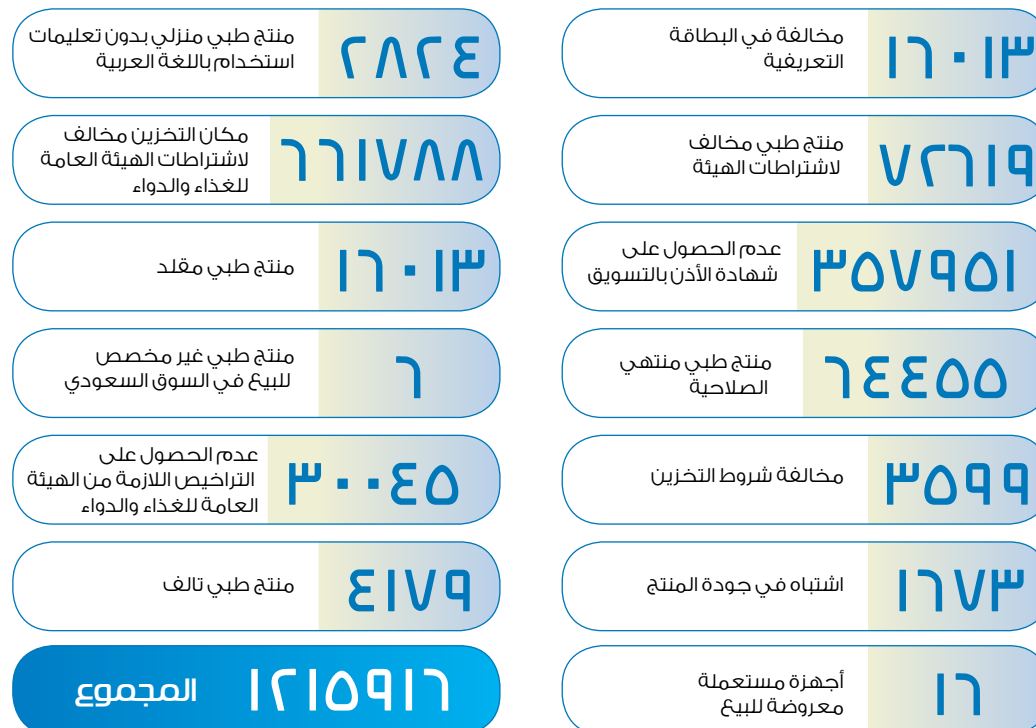 ١٦٠١٣
مخالفة في البطاقة
التعريفية
٧٢٦١٩
منتج طبي مخالف
لاشتراطات الهيئة
٣٥٧٩٥١
عدم الحصول على
شهادة الأذن بالتسويق
٦٤٤٥٥
منتج طبي منتهي
الصلاحية
٣٥٩٩
مخالفة شروط التخزين
١٦٧٣
اشتباه في جودة المنتج
١٦
أجهزة مستعملة
معروضة للبيع
٢٨٢٤
منتج طبي منزلي بدون تعليمات
استخدام باللغة العربية
٦٦١٧٨٨
مكان التخزين مخالف
لاشتراطات الهيئة العامة
للغذاء والدواء
١٦٠١٣
منتج طبي مقلد
٦
منتج طبي غير مخصص
للبيع في السوق السعودي
٣٠٠٤٥
عدم الحصول على
التراخيص اللازمة من الهيئة
العامة للغذاء والدواء
٤١٧٩
منتج طبي تالف
١٢١٥٩١٦ المجموع